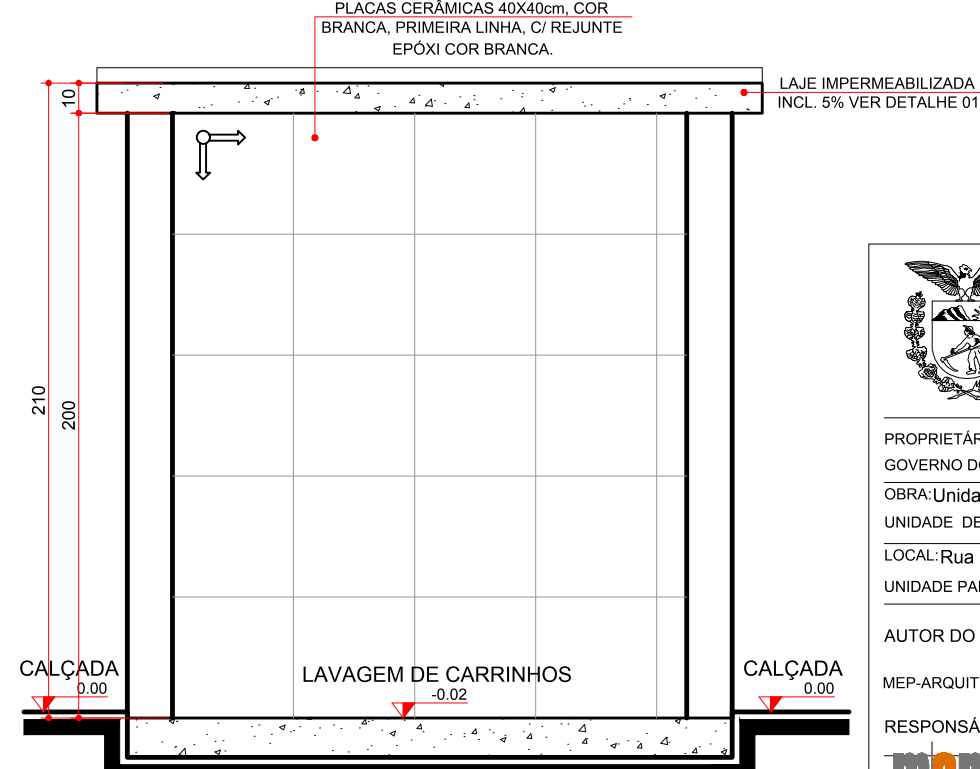 PLACAS CERÂMICAS 40X40cm, COR
BRANCA, PRIMEIRA LINHA, C/ REJUNTE
EPÓXI COR BRANCA.
LAJE IMPERMEABILIZADA
INCL. 5% VER DETALHE 01
10
210
200
CALÇADA
0.00
LAVAGEM DE CARRINHOS
-0.02
CALÇADA
0.00
PROPRIETÁR
GOVERNO D
OBRA:Unida
UNIDADE DE
LOCAL:Rua
UNIDADE PA
AUTOR DO
MEP-ARQUIT
RESPONSÁ